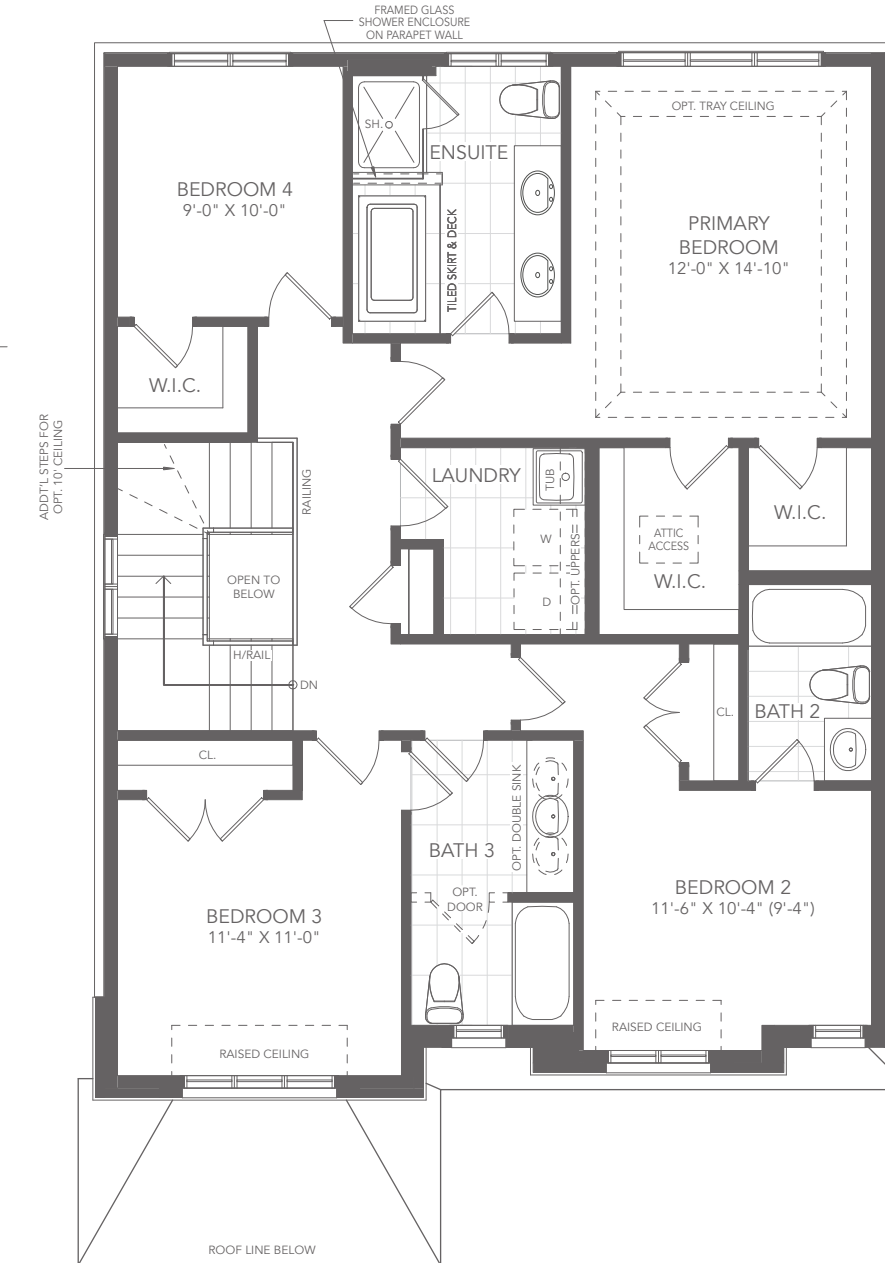 FRAMED GLASS
SHOWER ENCLOSURE
ON PARAPET WALL
OPT. TRAY CEILING
SH.
ENSUITE
BEDROOM 4
9'-0" X 10'-0"
TILED SKIRT & DECK
PRIMARY
BEDROOM
12'-0" X 14'-10"
W.I.C.
ADDT'L STEPS FOR
OPT. 10' CEILING
RAILING
LAUNDRY
TUB
W.I.C.
ATTIC
ACCESS
W
OPT. UPPERS
W.I.C.
OPEN TO
BELOW
D
H/RAIL
DN
CL.
BATH 2
CL.
OPT. DOUBLE SINK
BATH 3
OPT.
DOOR
BEDROOM 2
11'-6" X 10'-4" (9'-4")
BEDROOM 3
11'-4" X 11'-0"
RAISED CEILING
RAISED CEILING
ROOF LINE BELOW